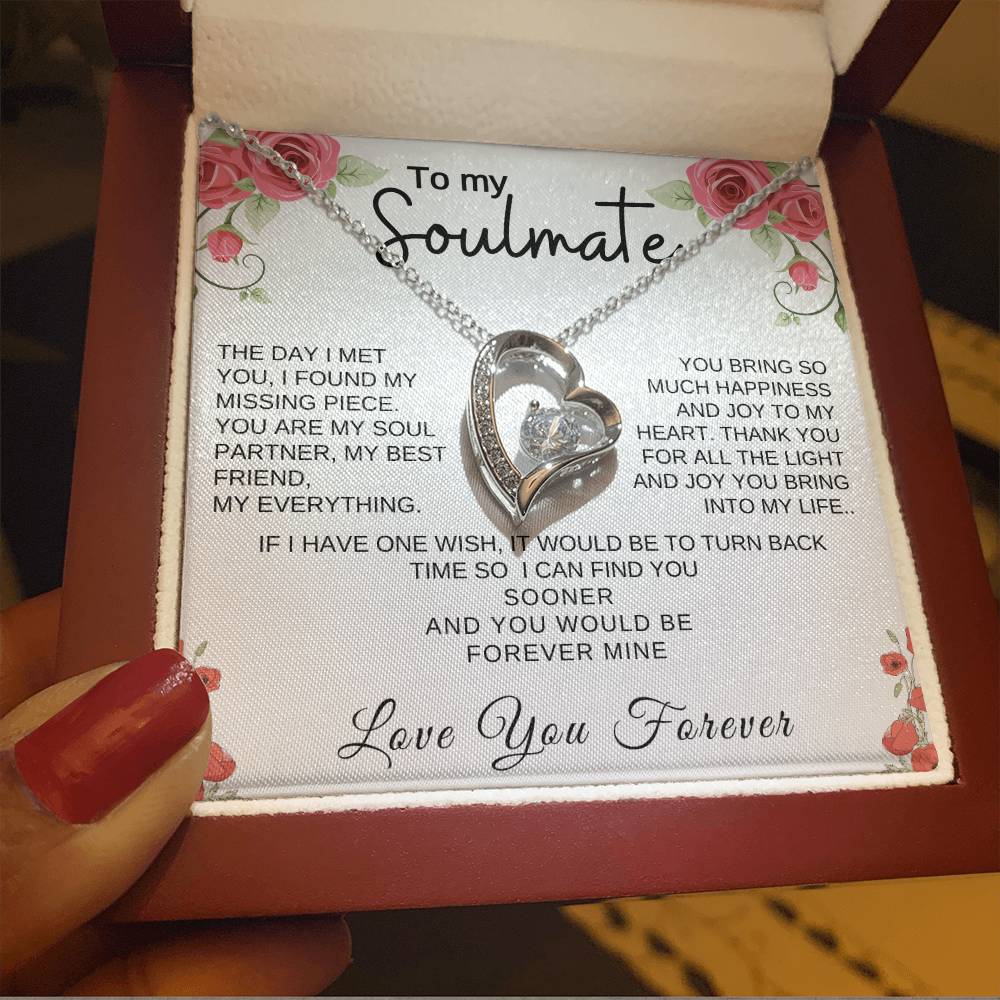 To my
Soulmate
THE DAY I MET
YOU, I FOUND MY
MISSING PIECE.
YOU ARE MY SOUL
PARTNER, MY BEST
FRIEND,
MY EVERYTHING.
YOU BRING SO
MUCH HAPPINESS
AND JOY TO MY
HEART. THANK YOU
FOR ALL THE LIGHT
AND JOY YOU BRING
INTO MY LIFE..
IF I HAVE ONE WISH, IT WOULD BE TO TURN BACK
TIME SO I CAN FIND YOU
SOONER
AND YOU WOULD BE
FOREVER MINE
Love You Forever